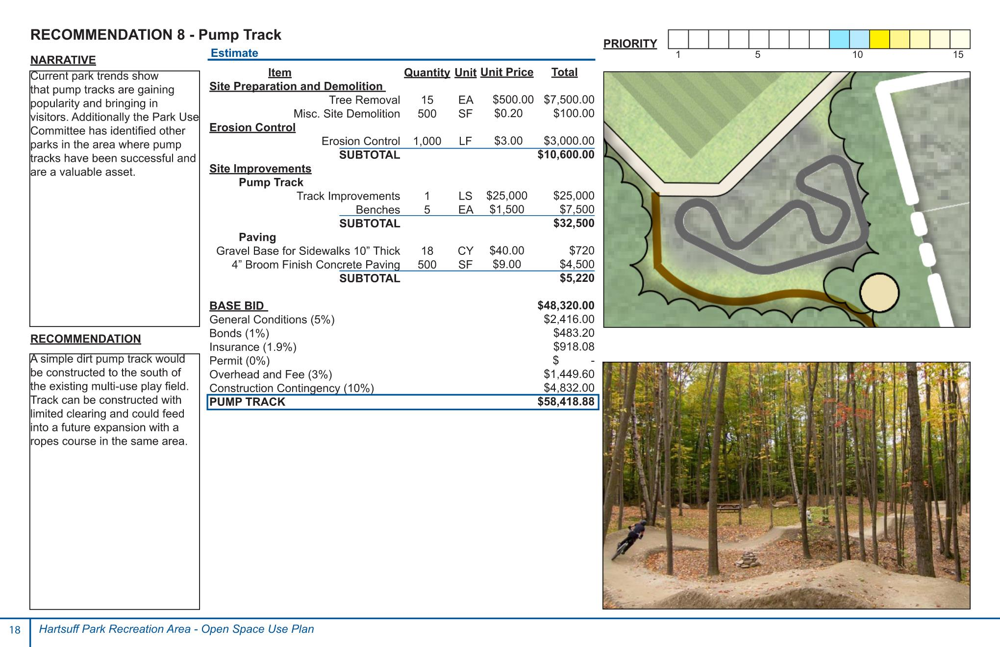 RECOMMENDATION 8 - Pump Track
NARRATIVE
Current park trends show
that pump tracks are gaining
popularity and bringing in
visitors. Additionally the Park Use
Committee has identified other
parks in the area where pump
tracks have been successful and
are a valuable asset.
RECOMMENDATION
A simple dirt pump track would
be constructed to the south of
the existing multi-use play field.
Track can be constructed with
limited clearing and could feed
into a future expansion with a
ropes course in the same area.
Estimate
Item Quantity Unit Unit Price Total
Site Preparation and Demolition
Tree Removal 15 EA $500.00 $7,500.00
Misc. Site Demolition 500 SF $0.20 $100.00
Erosion Control
Erosion Control 1,000 LF $3.00 $3,000.00
SUBTOTAL $10,600.00
Site Improvements
Pump Track
Track Improvements 1 LS $25,000 $25,000
Benches 5 EA $1,500 $7,500
SUBTOTAL $32,500
Paving
Gravel Base for Sidewalks 10” Thick 18 CY $40.00 $720
4” Broom Finish Concrete Paving 500 SF $9.00 $4,500
SUBTOTAL $5,220
BASE BID $48,320.00
General Conditions (5%) $2,416.00
Bonds (1%) $483.20
Insurance (1.9%) $918.08
Permit (0%) $ -
Overhead and Fee (3%) $1,449.60
Construction Contingency (10%) $4,832.00
PUMP TRACK $58,418.88
PRIORITY
1 5 10 15
18 Hartsuff Park Recreation Area - Open Space Use Plan